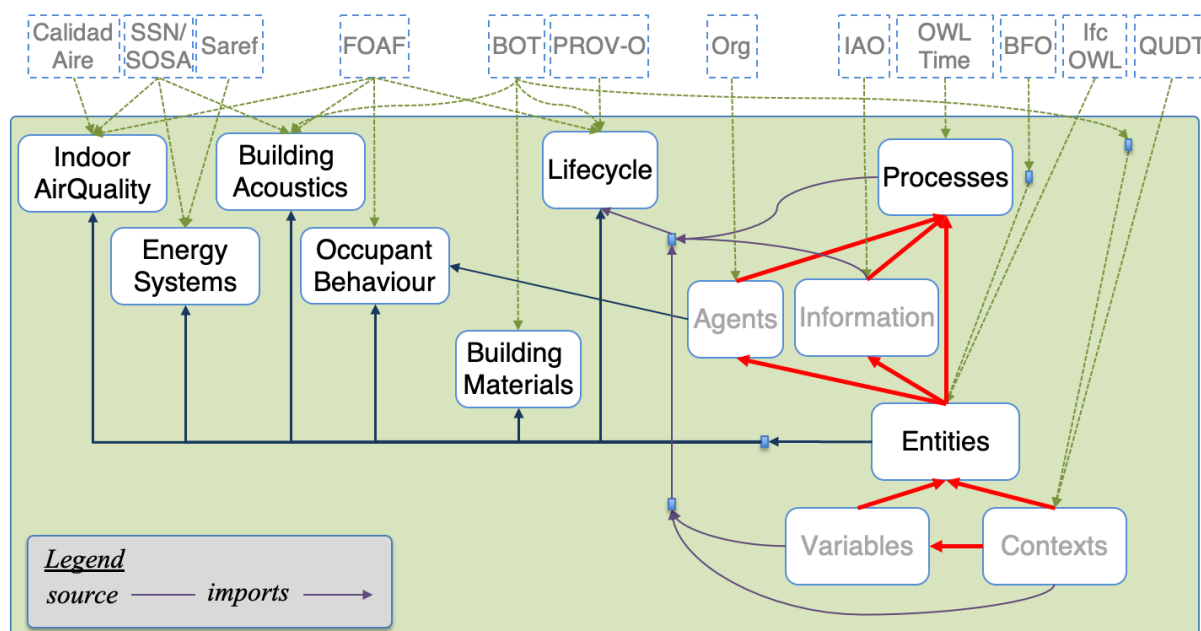 Calidad
Aire
SSN/
SOSA
Saref
FOAF
BOT
PROV-O
Org
IAO
OWL
Time
BFO
Ifc
OWL
QUDT
Indoor
AirQuality
Building
Acoustics
Lifecycle
Processes
Energy
Systems
Occupant
Behaviour
Agents
Information
Building
Materials
Entities
Variables
Contexts
Legend
source
imports